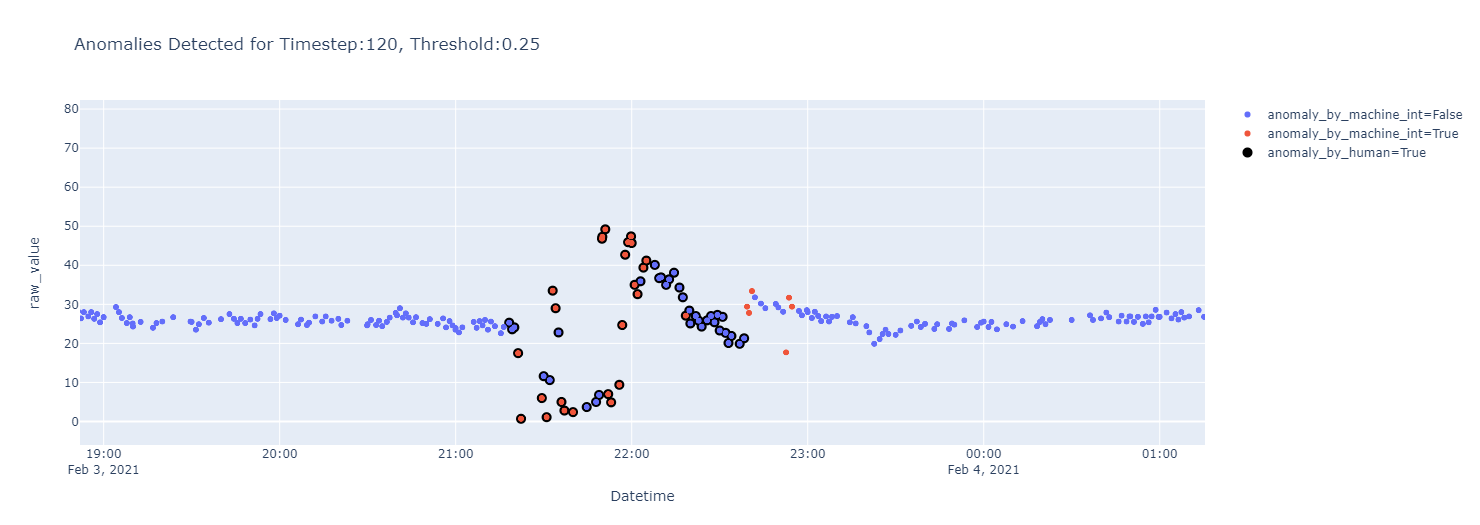 Anomalies Detected for Timestep:120, Threshold:0.25
80
70
60
50
40
30
20
10
0
raw_value
19:00
Feb 3, 2021
20:00
21:00
22:00
23:00
00:00
Feb 4, 2021
01:00
Datetime
anomaly_by_machine_int=False
anomaly_by_machine_int=True
anomaly_by_human=True